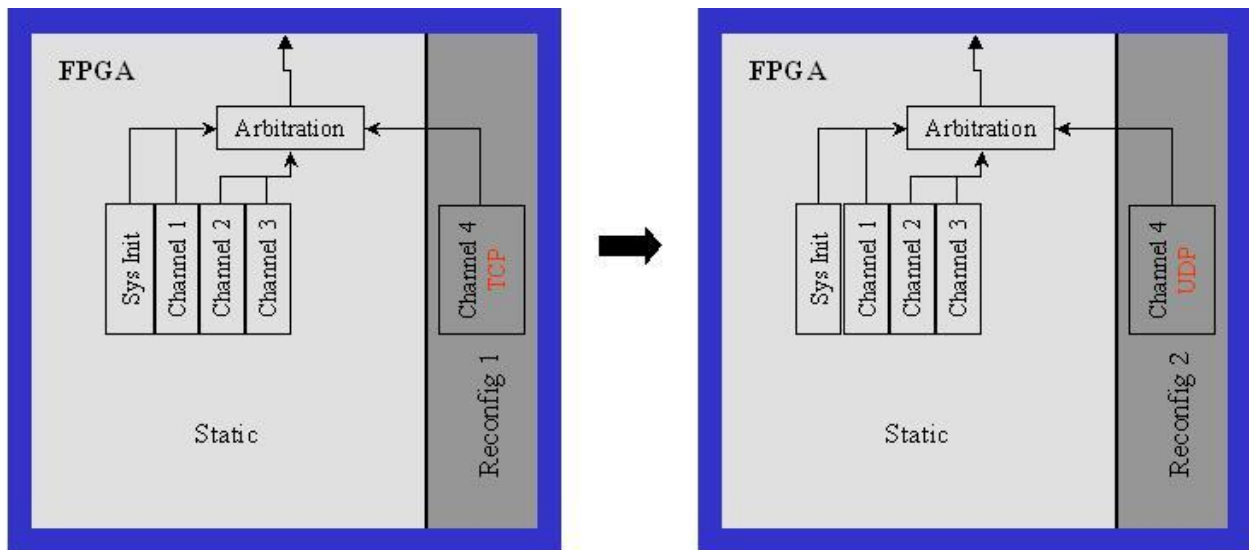 FPGA
Arbitration
Sys Init
Channel 1
Channel 2
Channel 3
Channel 4
TCP
Reconfig 1
Static
FPGA
Arbitration
Sys Init
Channel 1
Channel 2
Channel 3
Channel 4
UDP
Reconfig 2
Static